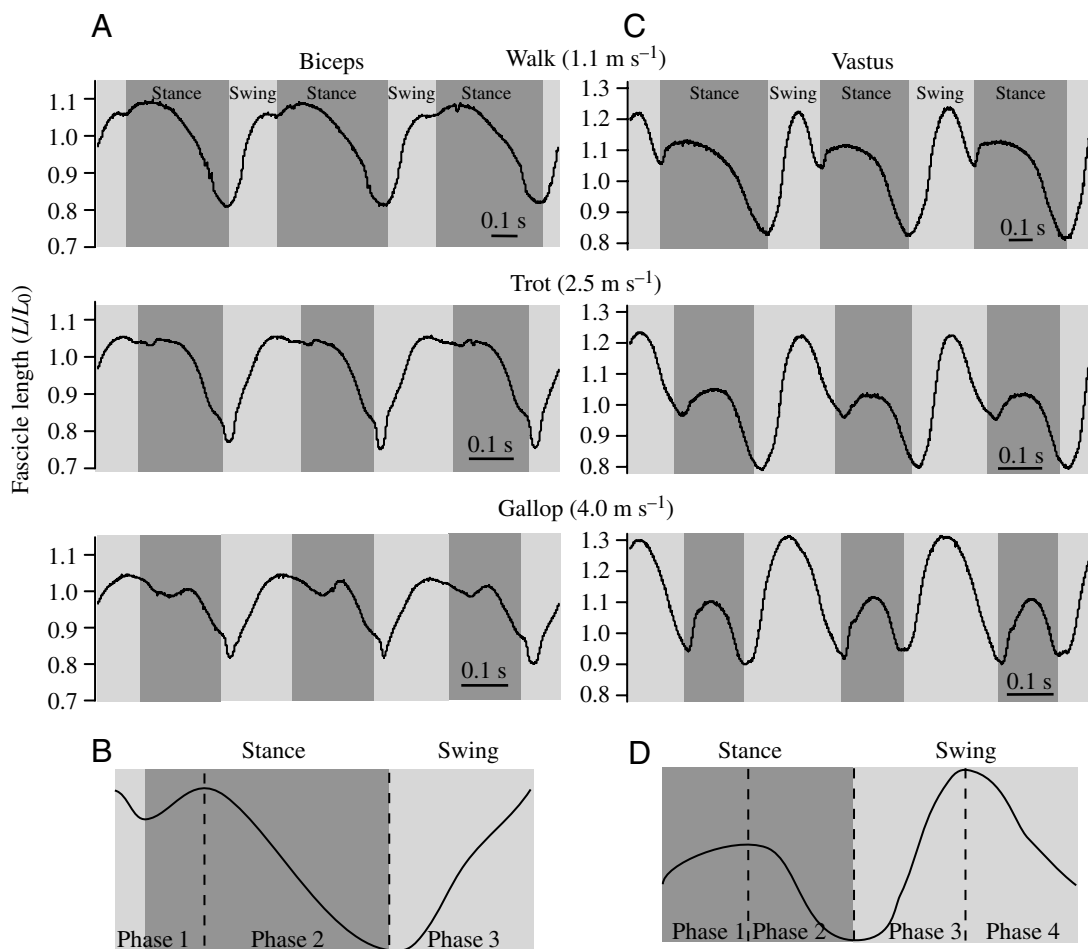 A
C
Walk (1.1 m s–1)
Biceps
Vastus
Stance Swing Stance Swing Stance
Stance Swing Stance Swing Stance
1.1
1.0
0.9
0.8
0.7
0.1 s
1.3
1.2
1.1
1.0
0.9
0.8
0.1 s
Trot (2.5 m s–1)
Fascicle length (L/L0)
1.1
1.0
0.9
0.8
0.7
0.1 s
1.3
1.2
1.1
1.0
0.9
0.8
0.1 s
Gallop (4.0 m s–1)
1.1
1.0
0.9
0.8
0.7
0.1 s
1.3
1.2
1.1
1.0
0.9
0.8
0.1 s
B
Stance Swing
Phase 1 Phase 2 Phase 3
D
Stance Swing
Phase 1 Phase 2 Phase 3 Phase 4